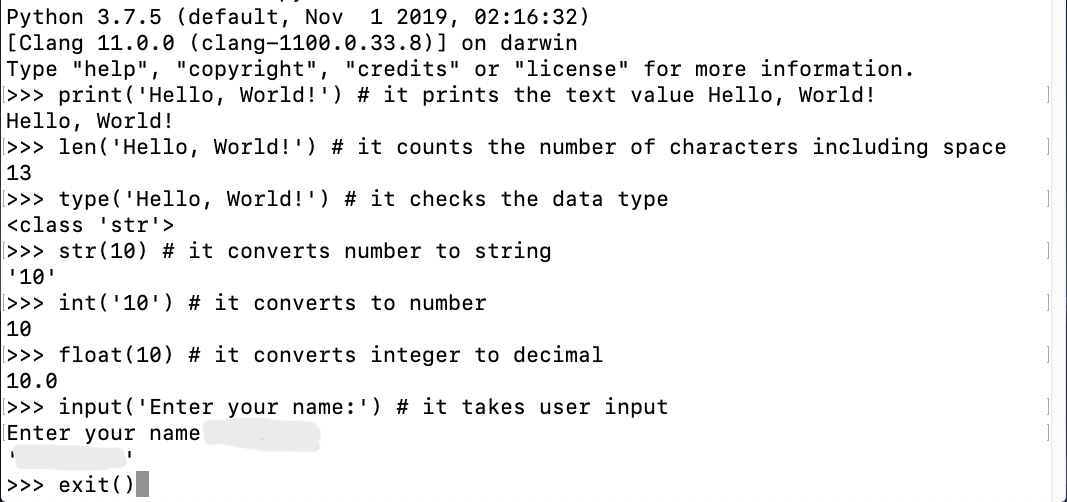 Python 3.7.5 (default, Nov  1 2019, 02:16:32)
[Clang 11.0.0 (clang-1100.0.33.8)] on darwin
Type "help", "copyright", "credits" or "license" for more information.
>>> print('Hello, World!') # it prints the text value Hello, World!
Hello, World!
>>> len('Hello, World!') # it counts the number of characters including space
13
>>> type('Hello, World!') # it checks the data type
<class 'str'>
>>> str(10) # it converts number to string
'10'
>>> int('10') # it converts to number
10
>>> float(10) # it converts integer to decimal
10.0
>>> input('Enter your name:') # it takes user input
Enter your name
' '
>>> exit()